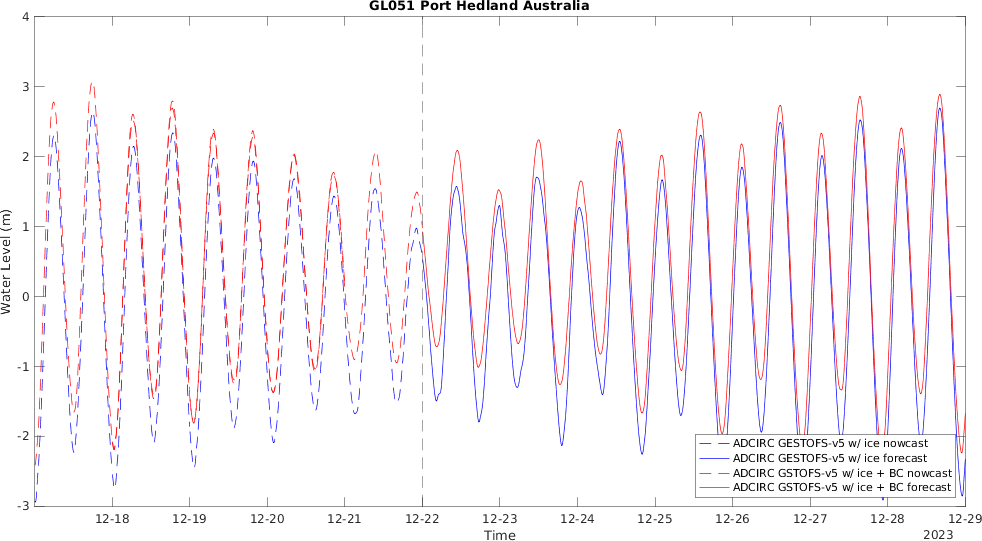 GL051 Port Hedland Australia
4
3
2
1
0
-1
-2
-3
Water Level (m)
ADCIRC GESTOFS-v5 w/ ice nowcast
ADCIRC GESTOFS-v5 w/ ice forecast
ADCIRC GSTOFS-v5 w/ ice + BC nowcast
ADCIRC GSTOFS-v5 w/ ice + BC forecast
12-18 12-19 12-20 12-21 12-22 12-23 12-24 12-25 12-26 12-27 12-28 12-29
Time
2023